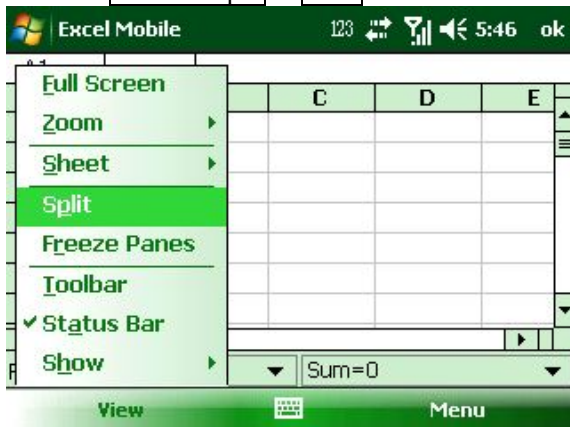 Excel Mobile 123 5:46 ok
Full Screen
C D E
Zoom
Sheet
Split
Freeze Panes
Toolbar
Status Bar
Show
Sum=0
View Menu